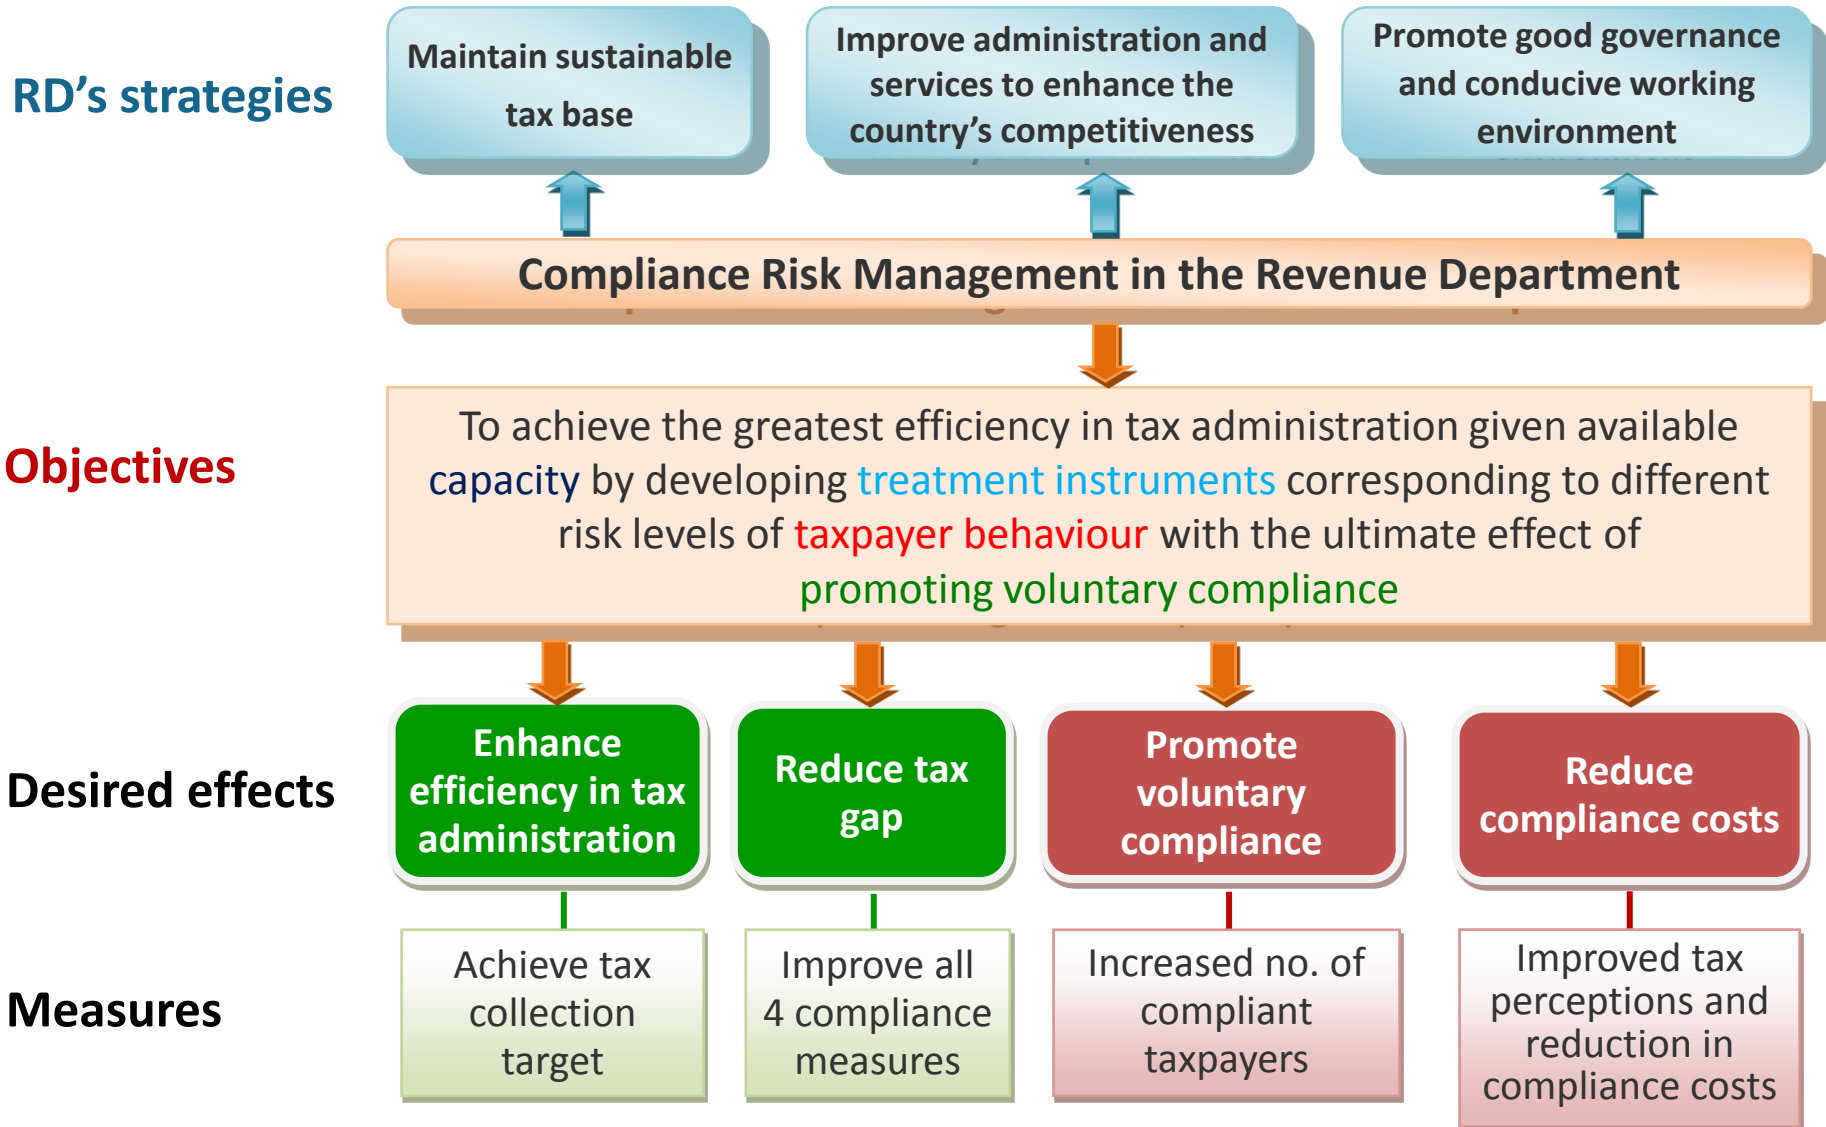 RD's strategies
Maintain sustainable
tax base
Improve administration and
services to enhance the
country's competitiveness
Promote good governance
and conducive working
environment
Compliance Risk Management in the Revenue Department
Objectives
To achieve the greatest efficiency in tax administration given available
capacity by developing treatment instruments corresponding to different
risk levels of taxpayer behaviour with the ultimate effect of
promoting voluntary compliance
Desired effects
Enhance
efficiency in tax
administration
Reduce tax
gap
Promote
voluntary
compliance
Reduce
compliance costs
Measures
Achieve tax
collection
target
Improve all
4 compliance
measures
Increased no. of
compliant
taxpayers
Improved tax
perceptions and
reduction in
compliance costs